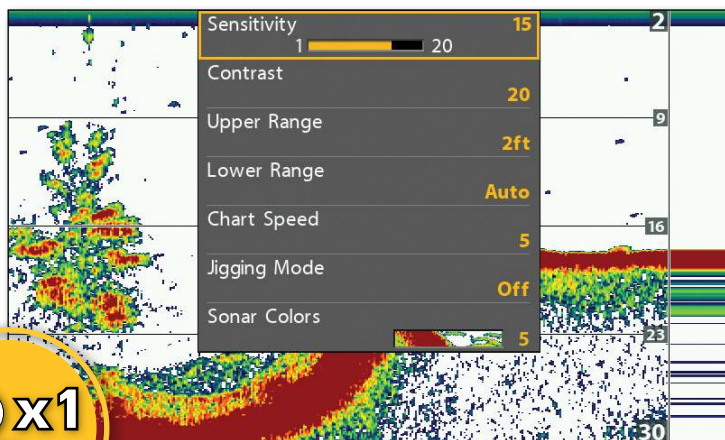 Sensitivity 15
1 20
Contrast
20
Upper Range
2ft
Lower Range
Auto
Chart Speed
5
Jigging Mode
Off
Sonar Colors
5
2
9
16
23
30
x1